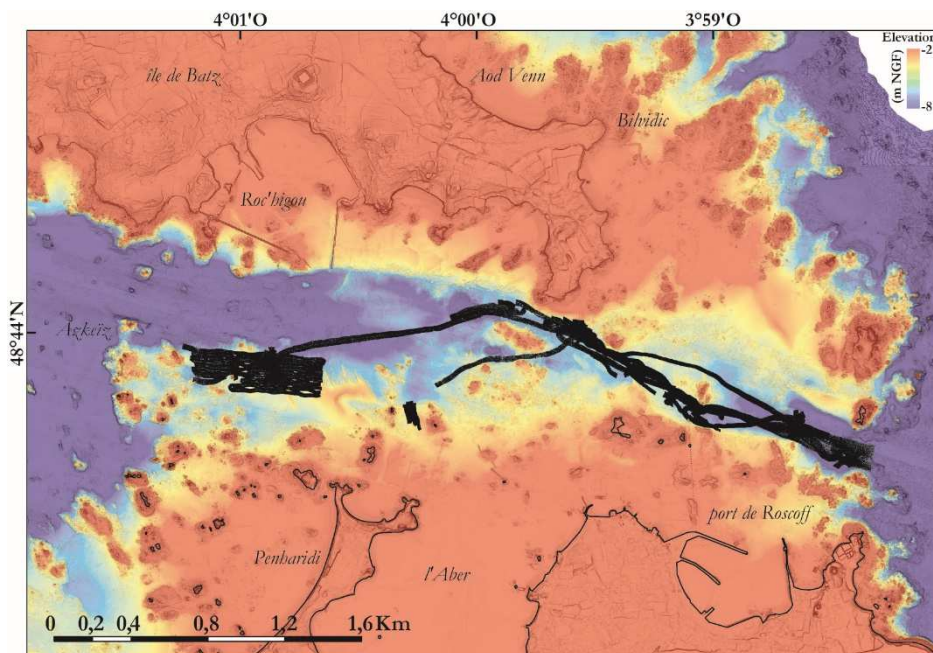 4°01'O 4°00'O 3°59'O
Elevation
(m NGF)
-2
-8
île de Batz
Aod Venn
Bilvidic
Roc'higou
48°44'N
Azkeïz
port de Roscoff
Penharidi
l'Aber
0 0,2 0,4 0,8 1,2 1,6 Km